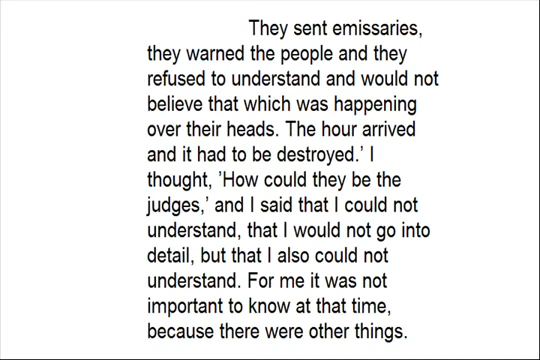 They sent emissaries,
they warned the people and they
refused to understand and would not
believe that which was happening
over their heads. The hour arrived
and it had to be destroyed.’ I
thought, ’How could they be the
judges,’ and I said that I could not
understand, that I would not go into
detail, but that I also could not
understand. For me it was not
important to know at that time,
because there were other things.